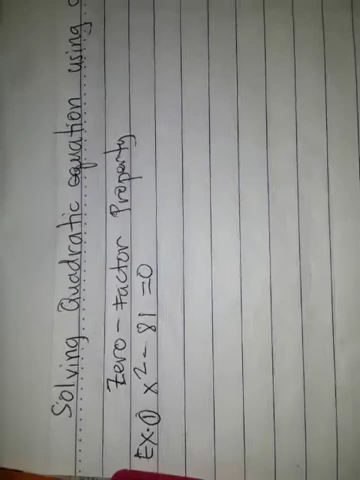 Solving Quadratic equation using
Zero-Factor Property
Ex.① x² - 81 = 0